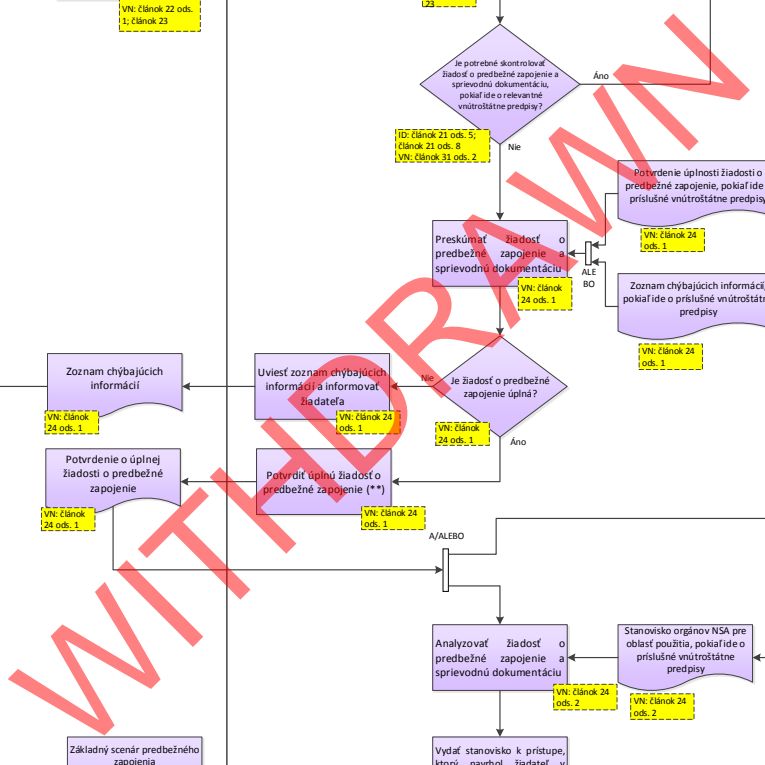 VN: článok 22 ods.
1; článok 23
23
Je potrebné skontrolovať
žiadosť o predbežné zapojenie a
sprievodnú dokumentáciu,
pokiaľ ide o relevantné
vnútroštátne predpisy?
Áno
ID: článok 21 ods. 5;
článok 21 ods. 8
VN: článok 31 ods. 2
Nie
Potvrdenie úplnosti žiadosti o
predbežné zapojenie, pokiaľ ide
príslušné vnútroštátne predpisy
VN: článok 24
ods. 1
Preskúmať žiadosť o
predbežné zapojenie a
sprievodnú dokumentáciu
VN: článok
24 ods. 1
ALE
BO
Zoznam chýbajúcich informácií,
pokiaľ ide o príslušné vnútroštátn
predpisy
VN: článok 24
ods. 1
Zoznam chýbajúcich
informácií
VN: článok
24 ods. 1
Uviesť zoznam chýbajúcich
informácií a informovať
žiadateľa
VN: článok 24
ods. 1
Nie
Je žiadosť o predbežné
zapojenie úplná?
VN: článok
24 ods. 1
Áno
Potvrdenie o úplnej
žiadosti o predbežné
zapojenie
VN: článok
24 ods. 1
Potvrdiť úplnú žiadosť o
predbežné zapojenie (**)
VN: článok 24
ods. 1
A/ALEBO
Analyzovať žiadosť o
predbežné zapojenie a
sprievodnú dokumentáciu
VN: článok 24
ods. 2
Stanovisko orgánov NSA pre
oblasť použitia, pokiaľ ide o
príslušné vnútroštátne
predpisy
VN: článok 24
ods. 2
Základný scenár predbežného
zapojenia
Vydať stanovisko k prístupe,
ktorý navrhol žiadateľ v
WITHDRAWN